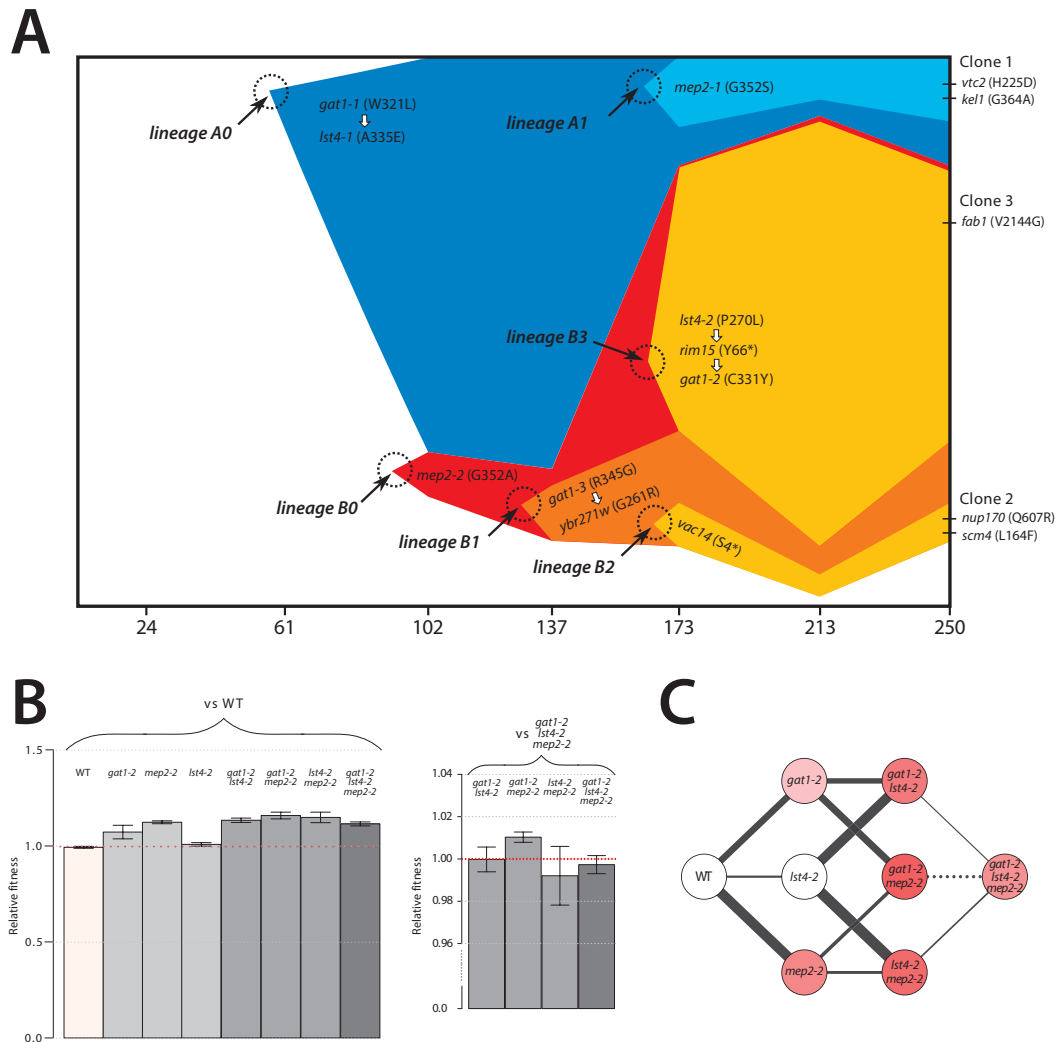 A
lineage A0
gat1-1 (W321L)
lst4-1 (A335E)
lineage A1
mep2-1 (G352S)
Clone 1
vtc2 (H225D)
kel1 (G364A)
Clone 3
fab1 (V2144G)
lineage B3
lst4-2 (P270L)
rim15 (Y66*)
gat1-2 (C331Y)
lineage B0
mep2-2 (G352A)
lineage B1
gat1-3 (R345G)
ybr271w (G261R)
lineage B2
vac14 (S4*)
Clone 2
nup170 (Q607R)
scm4 (L164F)
24 61 102 137 173 213 250
B
vs WT
Relative fitness
1.5
1.0
0.5
0.0
WT
gat1-2
mep2-2
lst4-2
gat1-2
lst4-2
gat1-2
mep2-2
lst4-2
mep2-2
gat1-2
lst4-2
mep2-2
vs
gat1-2
lst4-2
mep2-2
Relative fitness
1.04
1.02
1.00
0.98
0.96
0.0
gat1-2
lst4-2
gat1-2
mep2-2
lst4-2
mep2-2
gat1-2
lst4-2
mep2-2
C
gat1-2
gat1-2
lst4-2
WT
lst4-2
gat1-2
mep2-2
gat1-2
lst4-2
mep2-2
mep2-2
lst4-2
mep2-2